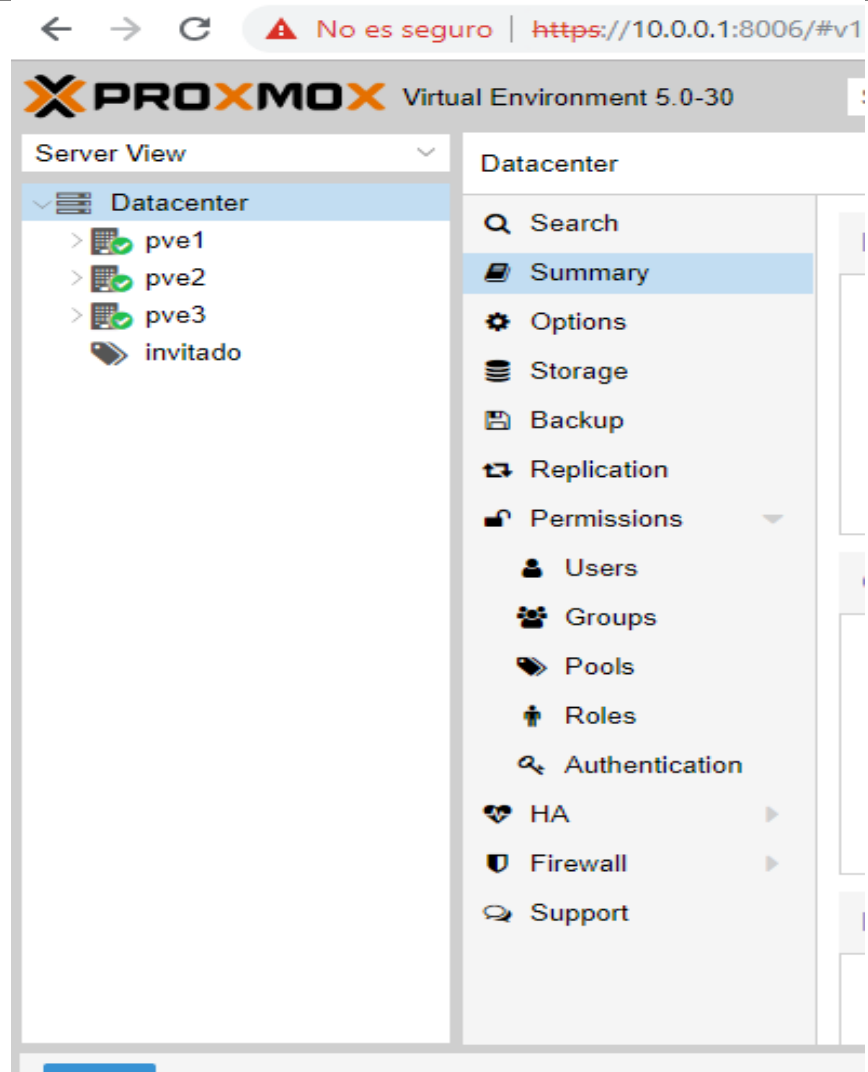 No es seguro | https://10.0.0.1:8006/#v1
PROXMOX Virtual Environment 5.0-30
Server View
Datacenter
Datacenter
pve1
pve2
pve3
invitado
Search
Summary
Options
Storage
Backup
Replication
Permissions
Users
Groups
Pools
Roles
Authentication
HA
Firewall
Support